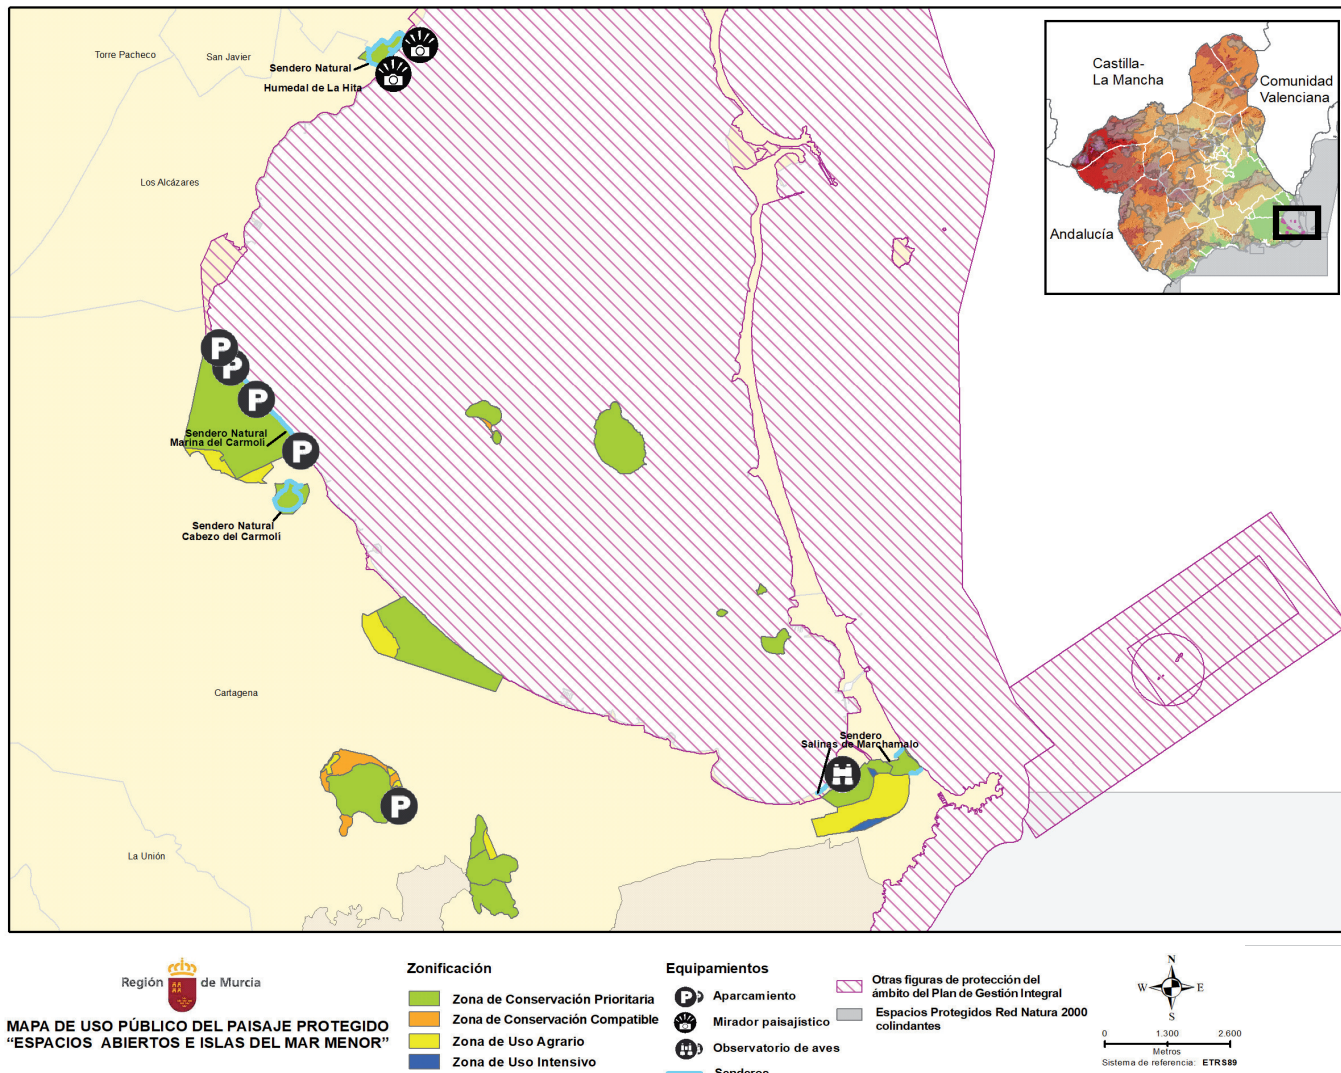 Torre Pacheco
San Javier
Sendero Natural
Humedal de La Hita
Los Alcázares
Castilla-
La Mancha
Comunidad
Valenciana
Andalucía
P
P
P
P
Sendero Natural
Marina del Carmoli
Sendero Natural
Cabezo del Carmoli
Cartagena
Sendero
Salinas de Marchamalo
P
La Unión
Región de Murcia
MAPA DE USO PÚBLICO DEL PAISAJE PROTEGIDO
“ESPACIOS ABIERTOS E ISLAS DEL MAR MENOR”
Zonificación
Zona de Conservación Prioritaria
Zona de Conservación Compatible
Zona de Uso Agrario
Zona de Uso Intensivo
Equipamientos
P Aparcamiento
Mirador paisajístico
Observatorio de aves
Senderos
Otras figuras de protección del
ámbito del Plan de Gestión Integral
Espacios Protegidos Red Natura 2000
colindantes
N
W E
S
0 1.300 2.600
Metros
Sistema de referencia: ETRS89